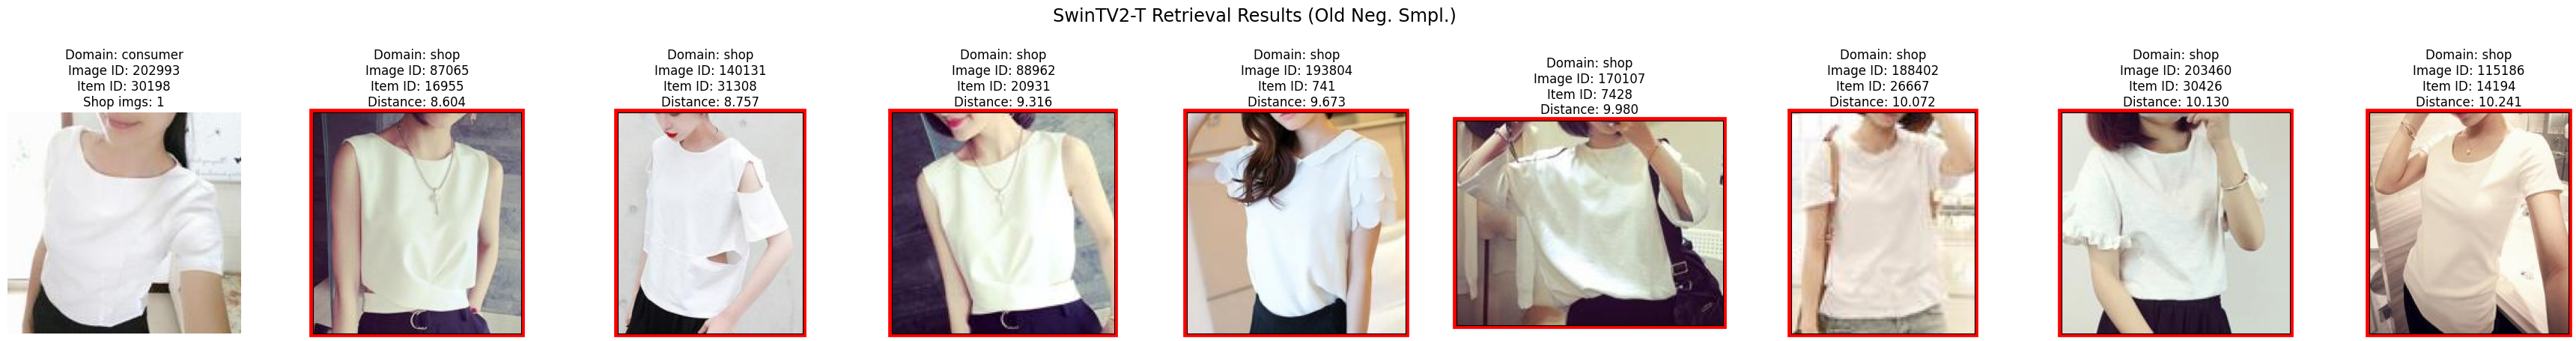 SwinTV2-T Retrieval Results (Old Neg. Smpl.)
Domain: consumer
Image ID: 202993
Item ID: 30198
Shop imgs: 1
Domain: shop
Image ID: 87065
Item ID: 16955
Distance: 8.604
Domain: shop
Image ID: 140131
Item ID: 31308
Distance: 8.757
Domain: shop
Image ID: 88962
Item ID: 20931
Distance: 9.316
Domain: shop
Image ID: 193804
Item ID: 741
Distance: 9.673
Domain: shop
Image ID: 170107
Item ID: 7428
Distance: 9.980
Domain: shop
Image ID: 188402
Item ID: 26667
Distance: 10.072
Domain: shop
Image ID: 203460
Item ID: 30426
Distance: 10.130
Domain: shop
Image ID: 115186
Item ID: 14194
Distance: 10.241